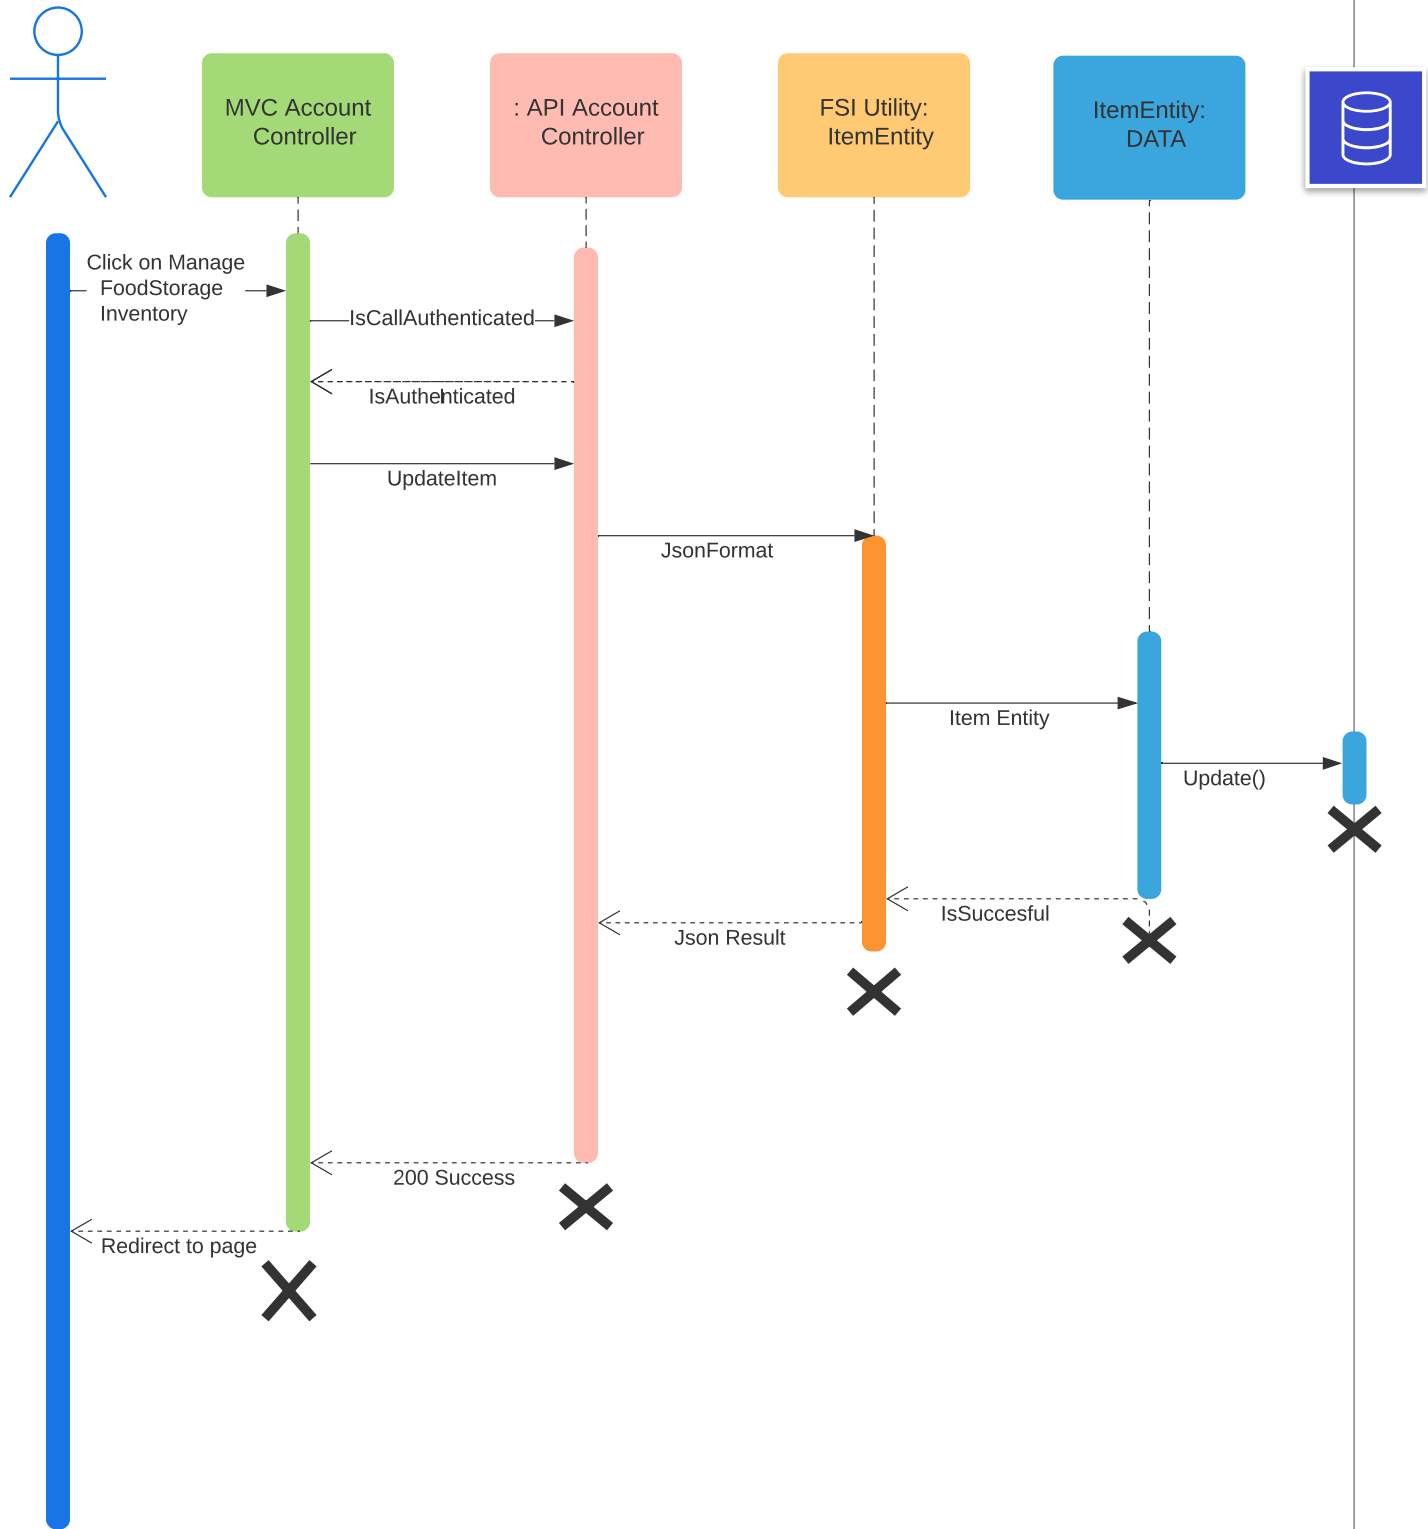 MVC Account
Controller
: API Account
Controller
FSI Utility:
ItemEntity
ItemEntity:
DATA
Click on Manage
FoodStorage
Inventory
IsCallAuthenticated
IsAuthenticated
UpdateItem
JsonFormat
Item Entity
Update()
IsSuccesful
Json Result
200 Success
Redirect to page